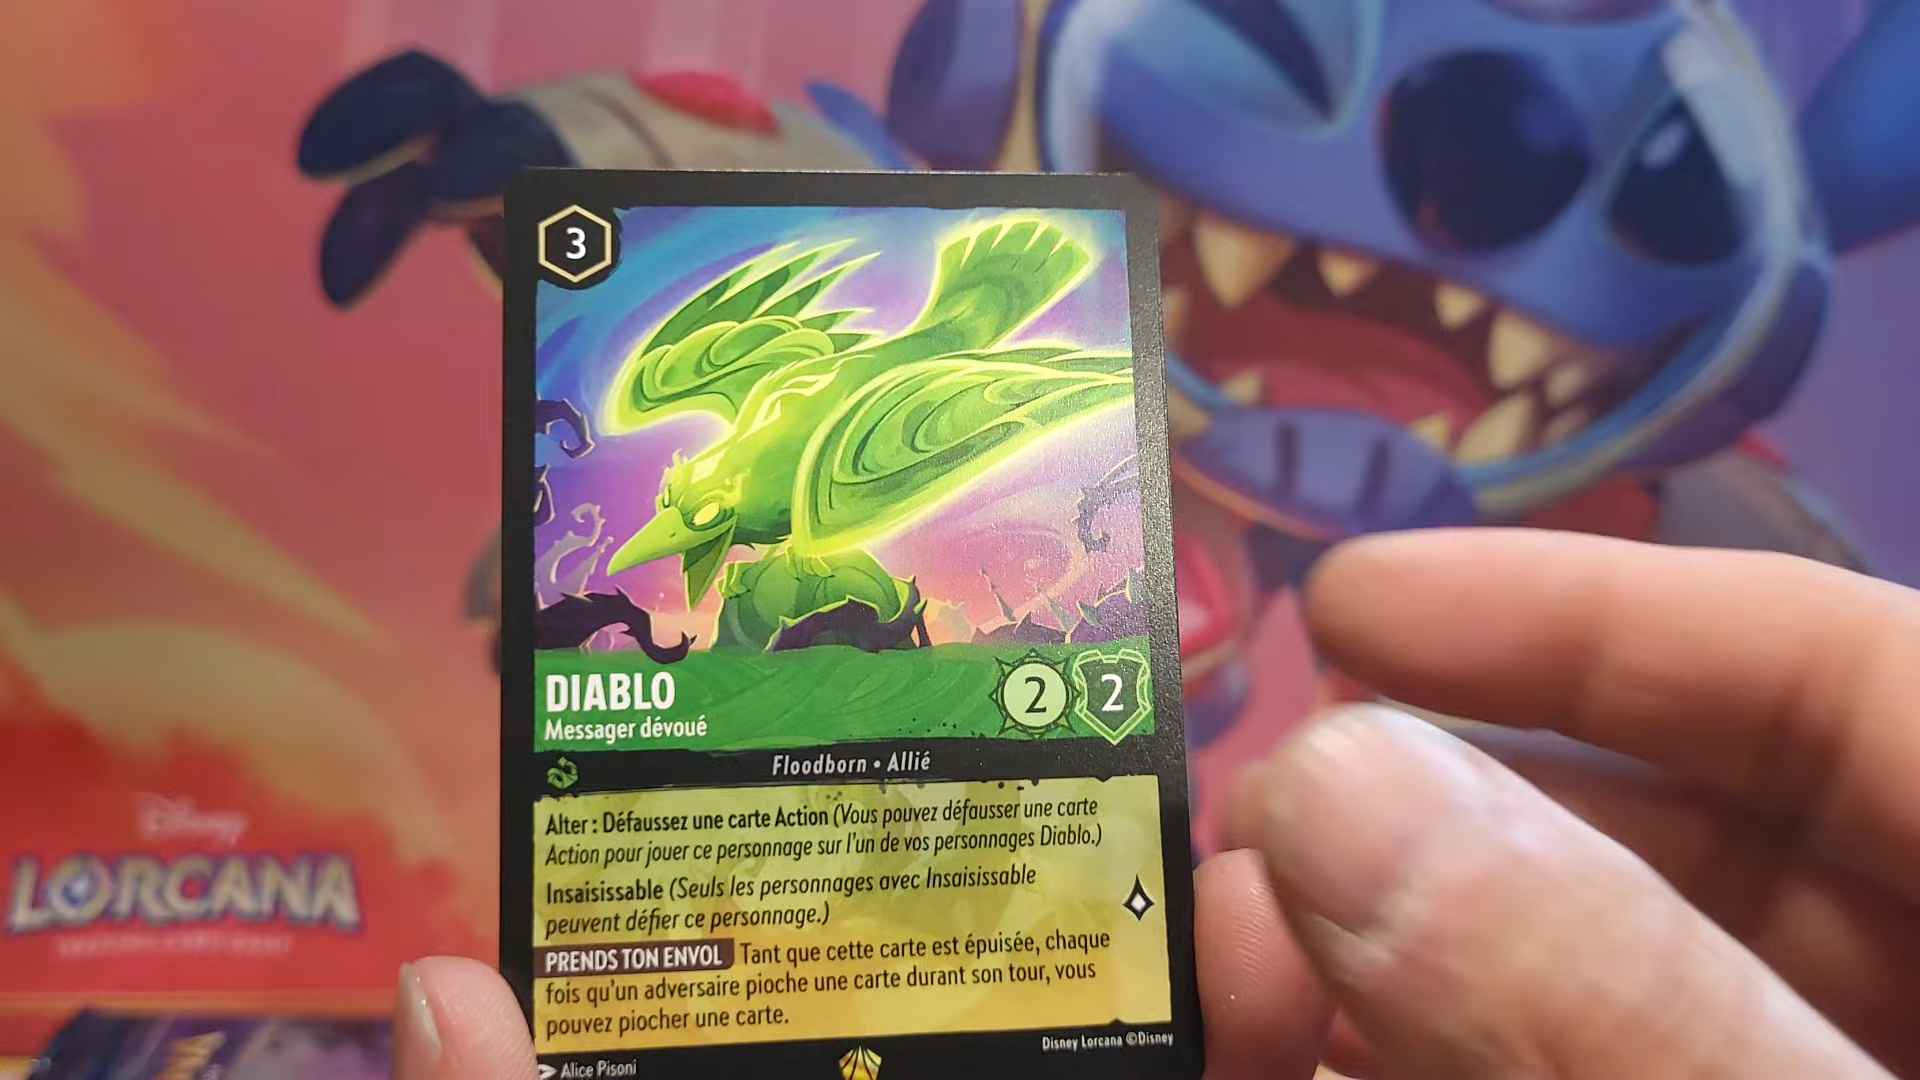 3
DIABLO
Messager dévoué
2 2
Floodborn • Allié
Alter : Défaussez une carte Action (Vous pouvez défausser une carte
Action pour jouer ce personnage sur l'un de vos personnages Diablo.)
Insaisissable (Seuls les personnages avec Insaisissable
peuvent défier ce personnage.)
PRENDS TON ENVOL Tant que cette carte est épuisée, chaque
fois qu'un adversaire pioche une carte durant son tour, vous
pouvez piocher une carte.
Alice Pisoni
Disney Lorcana ©Disney
Disney
LORCANA